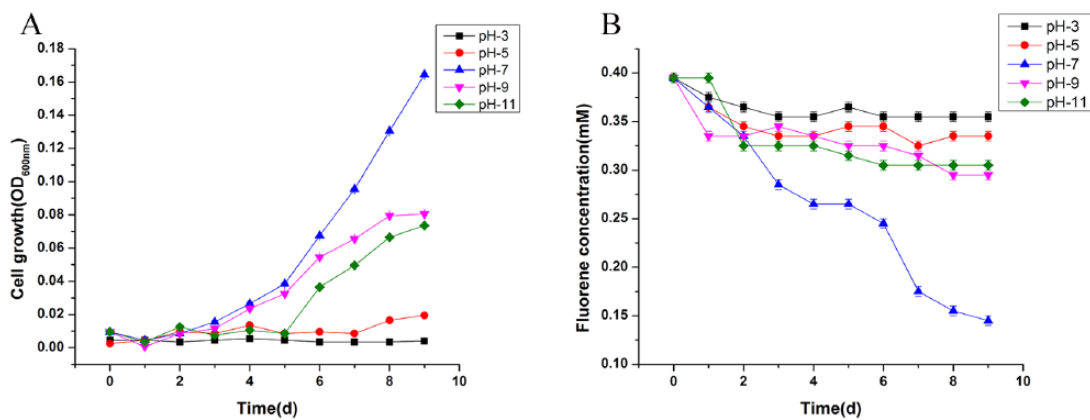 A
0.18
0.16
0.14
0.12
0.10
0.08
0.06
0.04
0.02
0.00
Cell growth(OD600nm)
0
2
4
6
8
10
Time(d)
pH-3
pH-5
pH-7
pH-9
pH-11
B
0.40
0.35
0.30
0.25
0.20
0.15
0.10
Fluorene concentration(mM)
0
2
4
6
8
10
Time(d)
pH-3
pH-5
pH-7
pH-9
pH-11